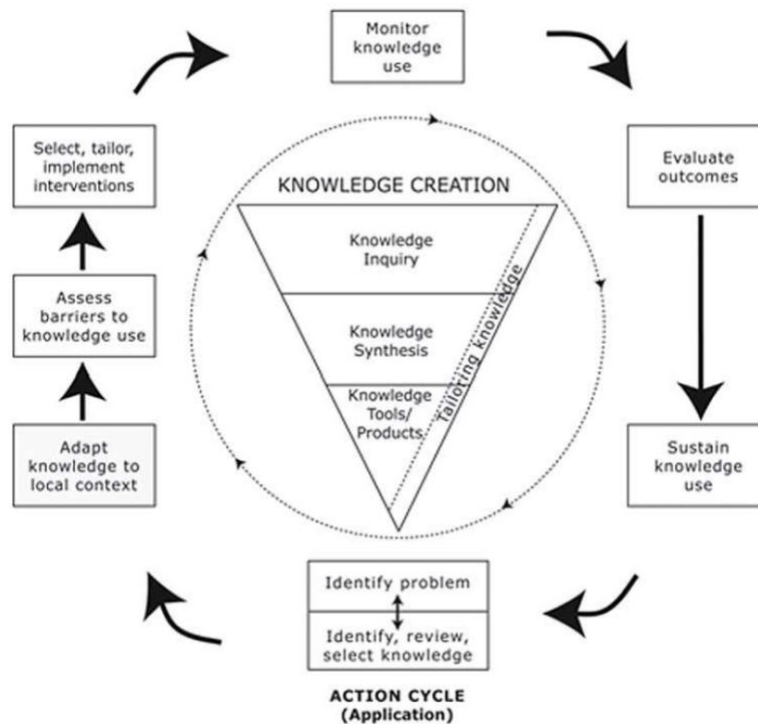 Monitor
knowledge
use
Select, tailor,
implement
interventions
Evaluate
outcomes
KNOWLEDGE CREATION
Knowledge
Inquiry
Assess
barriers to
knowledge use
Knowledge
Synthesis
Tailoring knowledge
Knowledge
Tools/
Products
Adapt
knowledge to
local context
Sustain
knowledge
use
Identify problem
Identify, review,
select knowledge
ACTION CYCLE
(Application)